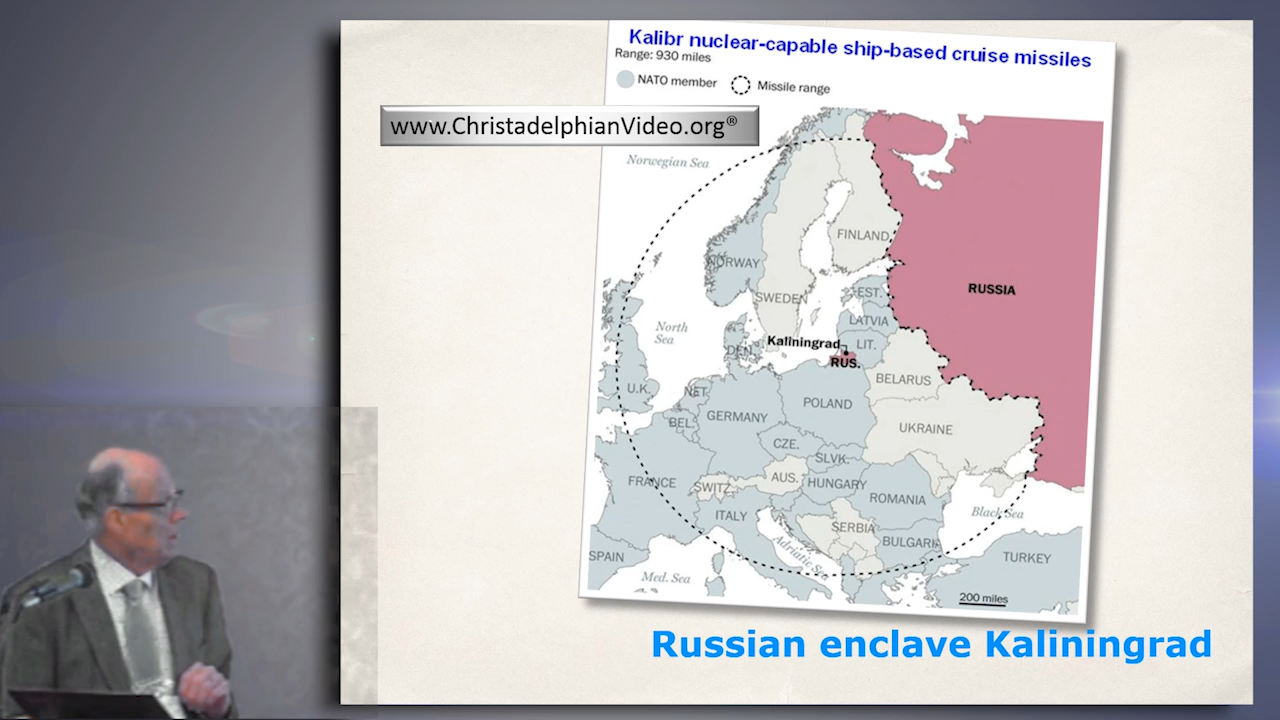 Kalibr nuclear-capable ship-based cruise missiles
Range: 930 miles
NATO member
Missile range
www.ChristadelphianVideo.org®
Norwegian Sea
FINLAND
NORWAY
RUSSIA
SWEDEN
EST.
North
Sea
LATVIA
Kaliningrad
LIT.
DEN.
RUS.
BELARUS
U.K.
NET.
POLAND
GERMANY
BEL.
UKRAINE
CZE.
SLVK.
FRANCE
SWITZ.
AUS.
HUNGARY
ROMANIA
Black Sea
ITALY
SERBIA
BULGARIA
Adriatic Sea
SPAIN
TURKEY
Med. Sea
200 miles
Russian enclave Kaliningrad